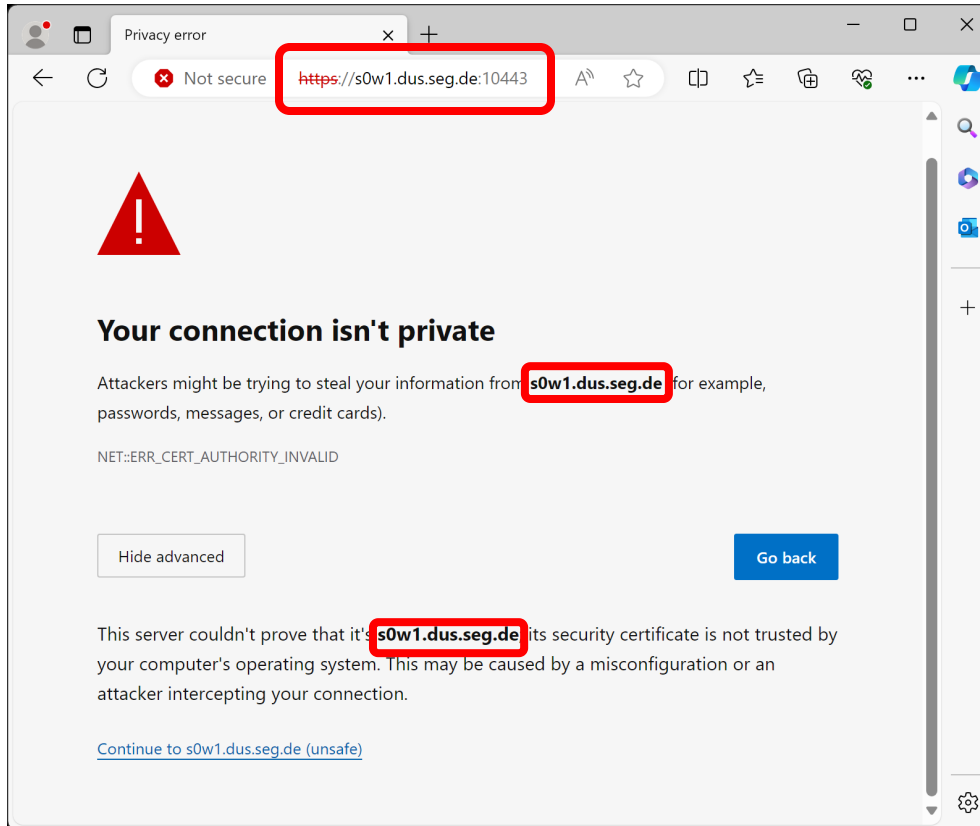 Privacy error
Not secure https://s0w1.dus.seg.de:10443
Your connection isn't private
Attackers might be trying to steal your information from s0w1.dus.seg.de for example,
passwords, messages, or credit cards).
NET::ERR_CERT_AUTHORITY_INVALID
Hide advanced
Go back
This server couldn't prove that it's s0w1.dus.seg.de; its security certificate is not trusted by
your computer's operating system. This may be caused by a misconfiguration or an
attacker intercepting your connection.
Continue to s0w1.dus.seg.de (unsafe)